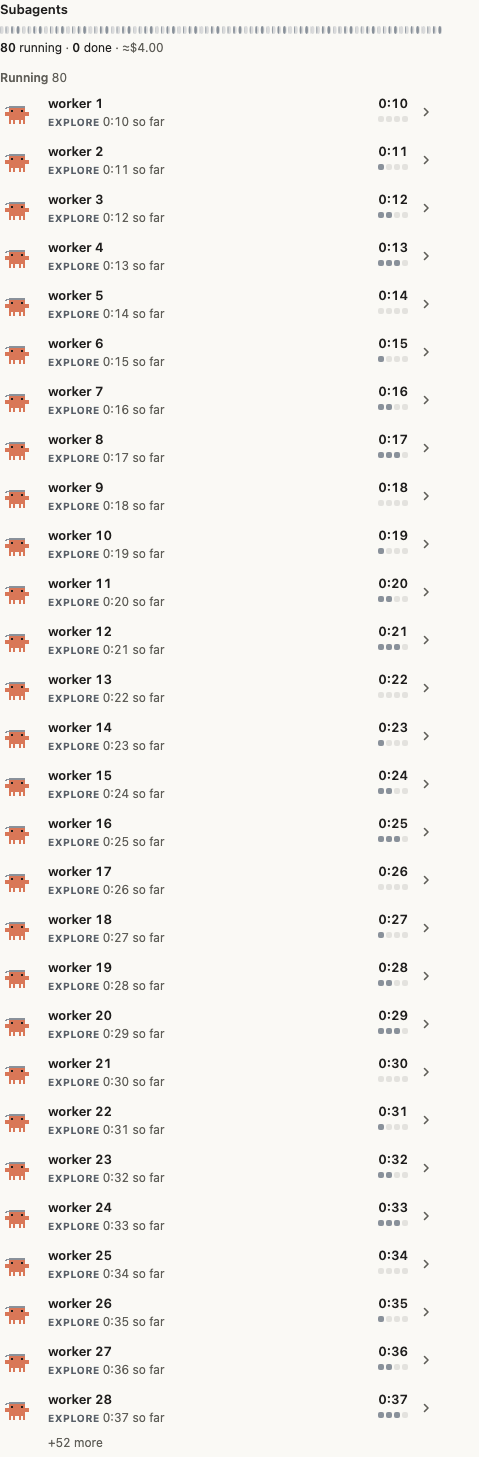 Subagents
80 running · 0 done · ≈$4.00
Running 80
worker 1 0:10
EXPLORE 0:10 so far
worker 2 0:11
EXPLORE 0:11 so far
worker 3 0:12
EXPLORE 0:12 so far
worker 4 0:13
EXPLORE 0:13 so far
worker 5 0:14
EXPLORE 0:14 so far
worker 6 0:15
EXPLORE 0:15 so far
worker 7 0:16
EXPLORE 0:16 so far
worker 8 0:17
EXPLORE 0:17 so far
worker 9 0:18
EXPLORE 0:18 so far
worker 10 0:19
EXPLORE 0:19 so far
worker 11 0:20
EXPLORE 0:20 so far
worker 12 0:21
EXPLORE 0:21 so far
worker 13 0:22
EXPLORE 0:22 so far
worker 14 0:23
EXPLORE 0:23 so far
worker 15 0:24
EXPLORE 0:24 so far
worker 16 0:25
EXPLORE 0:25 so far
worker 17 0:26
EXPLORE 0:26 so far
worker 18 0:27
EXPLORE 0:27 so far
worker 19 0:28
EXPLORE 0:28 so far
worker 20 0:29
EXPLORE 0:29 so far
worker 21 0:30
EXPLORE 0:30 so far
worker 22 0:31
EXPLORE 0:31 so far
worker 23 0:32
EXPLORE 0:32 so far
worker 24 0:33
EXPLORE 0:33 so far
worker 25 0:34
EXPLORE 0:34 so far
worker 26 0:35
EXPLORE 0:35 so far
worker 27 0:36
EXPLORE 0:36 so far
worker 28 0:37
EXPLORE 0:37 so far
+52 more